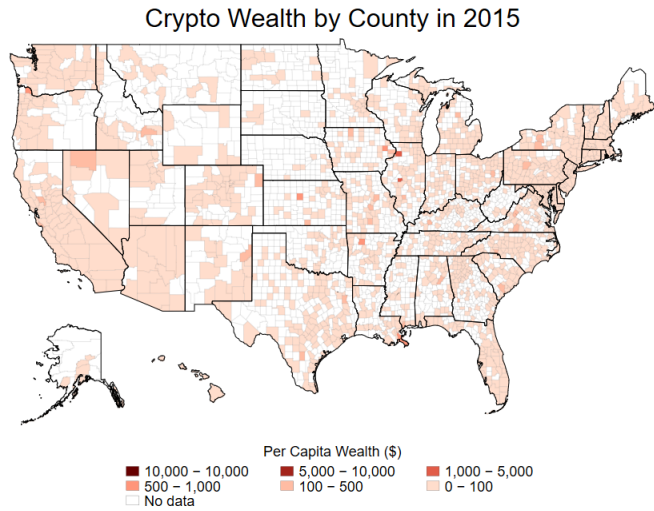 Crypto Wealth by County in 2015
Per Capita Wealth ($)
10,000 − 10,000 5,000 − 10,000 1,000 − 5,000
500 − 1,000 100 − 500 0 − 100
No data